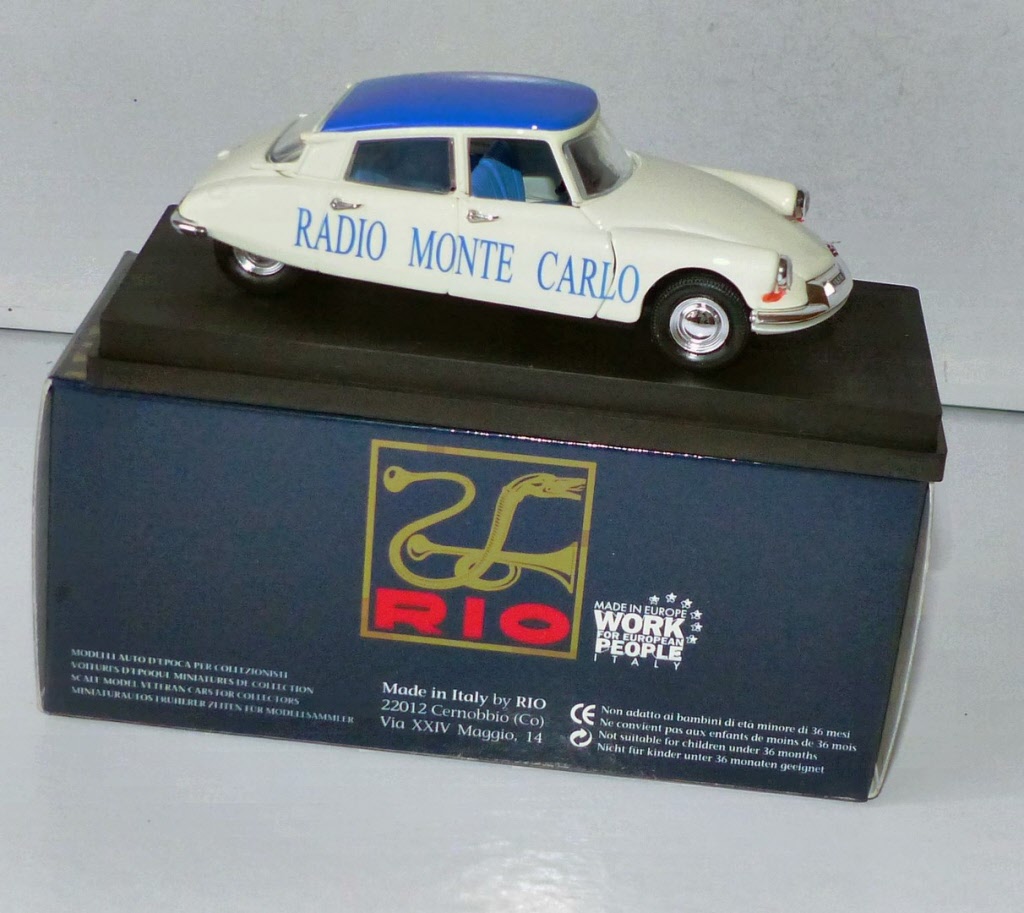 RADIO MONTE CARLO
RIO
MADE IN EUROPE
WORK
FOR EUROPEAN
PEOPLE
ITALY
MODELLI AUTO D'EPOCA PER COLLEZIONISTI
VOITURES D'EPOQUE MINIATURES DE COLLECTION
SCALE MODEL VETERAN CARS FOR COLLECTORS
MINIATURAUTOS FRUHERER ZEITEN FÜR MODELLSAMMLER
Made in Italy by RIO
22012 Cernobbio (Co)
Via XXIV Maggio, 14
CE
Non adatto ai bambini di età minore di 36 mesi
Ne convient pas aux enfants de moins de 36 mois
Not suitable for children under 36 months
Nicht für kinder unter 36 monaten geeignet